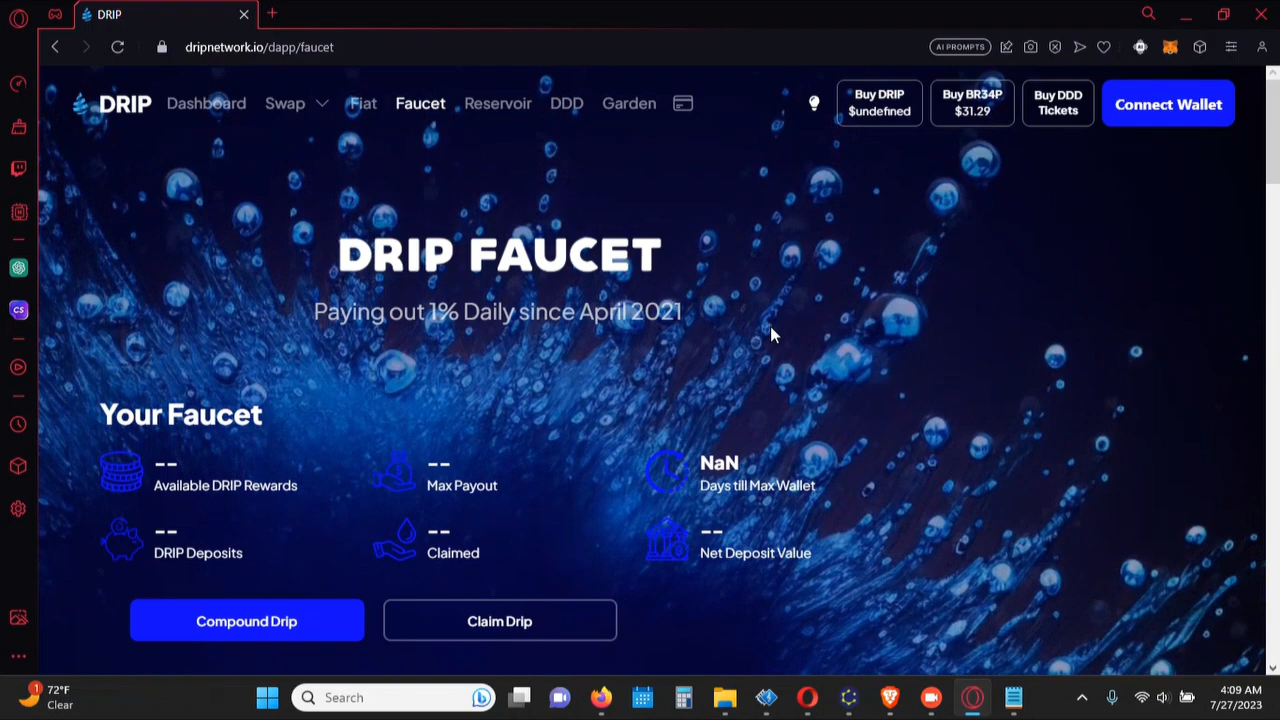 DRIP
dripnetwork.io/dapp/faucet
AI PROMPTS
DRIP
Dashboard
Swap
Fiat
Faucet
Reservoir
DDD
Garden
Buy DRIP
$undefined
Buy BR34P
$31.29
Buy DDD
Tickets
Connect Wallet
DRIP FAUCET
Paying out 1% Daily since April 2021
Your Faucet
--
Available DRIP Rewards
--
Max Payout
NaN
Days till Max Wallet
--
DRIP Deposits
--
Claimed
--
Net Deposit Value
Compound Drip
Claim Drip
CS
1
72°F
Clear
Search
4:09 AM
7/27/2023